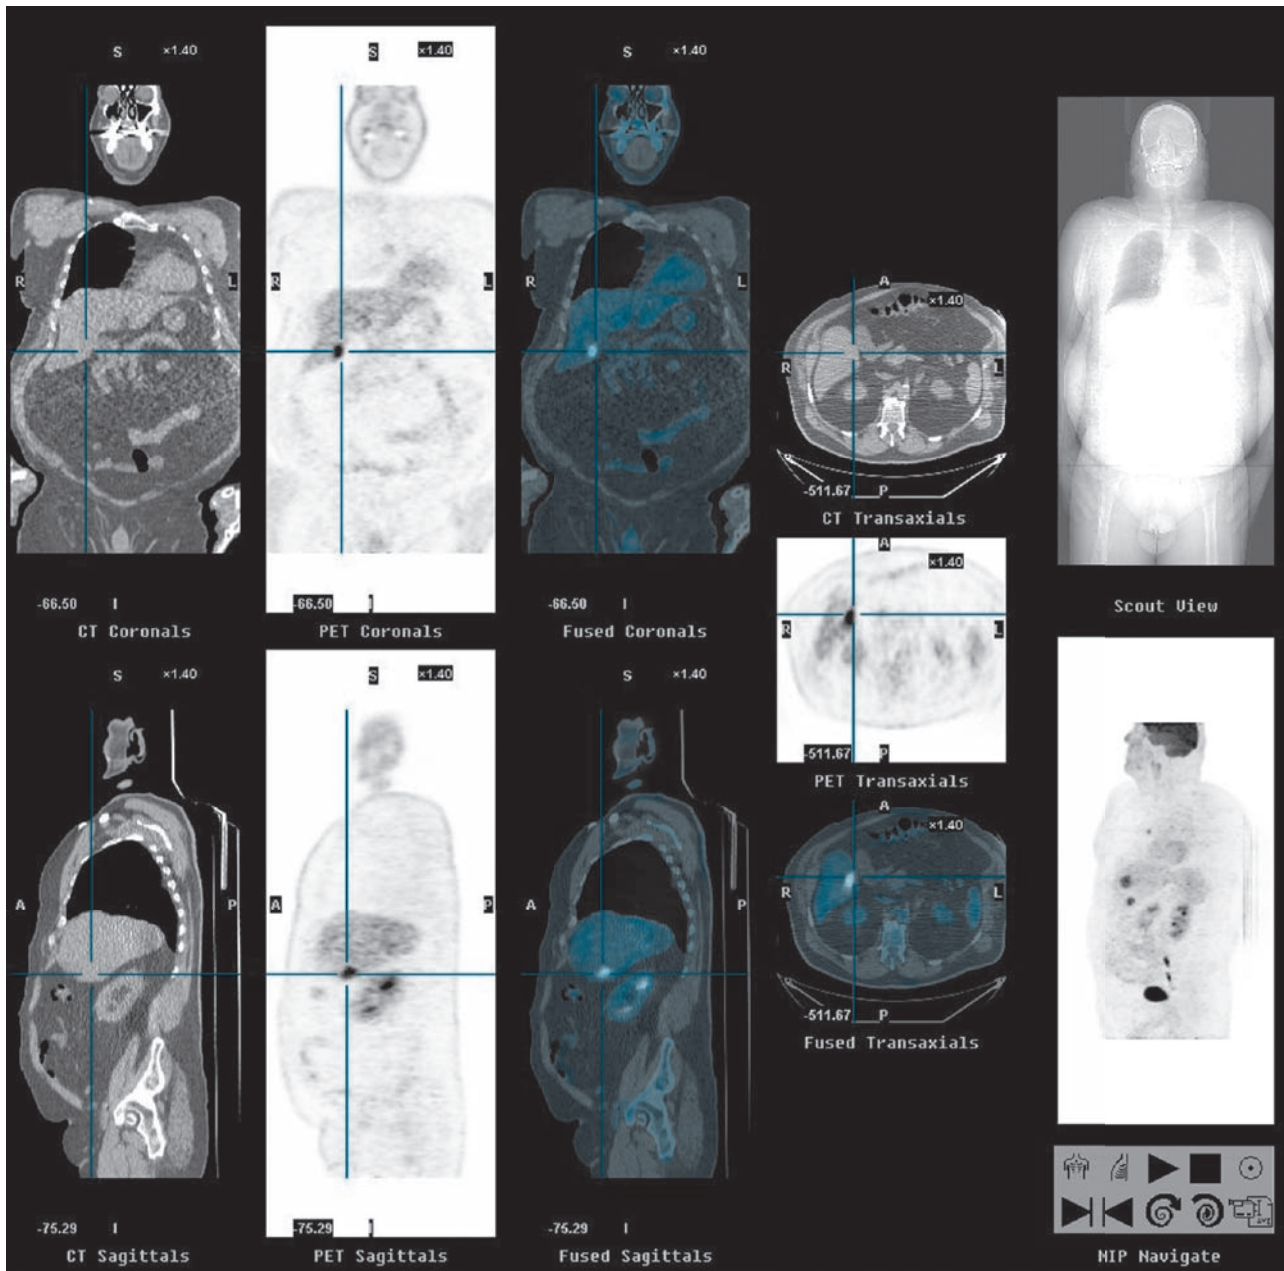 S ×1.40
S ×1.40
S ×1.40
R L
R L
R L
A
×1.40
R L
-511.67 P
CT Transaxials
-66.50 I
-66.50 I
-66.50 I
CT Coronals
PET Coronals
Fused Coronals
A
×1.40
R L
-511.67 P
PET Transaxials
Scout View
S ×1.40
S ×1.40
S ×1.40
A P
A P
A P
A
×1.40
R L
-511.67 P
Fused Transaxials
-75.29 I
-75.29 I
-75.29 I
CT Sagittals
PET Sagittals
Fused Sagittals
MIP Navigate